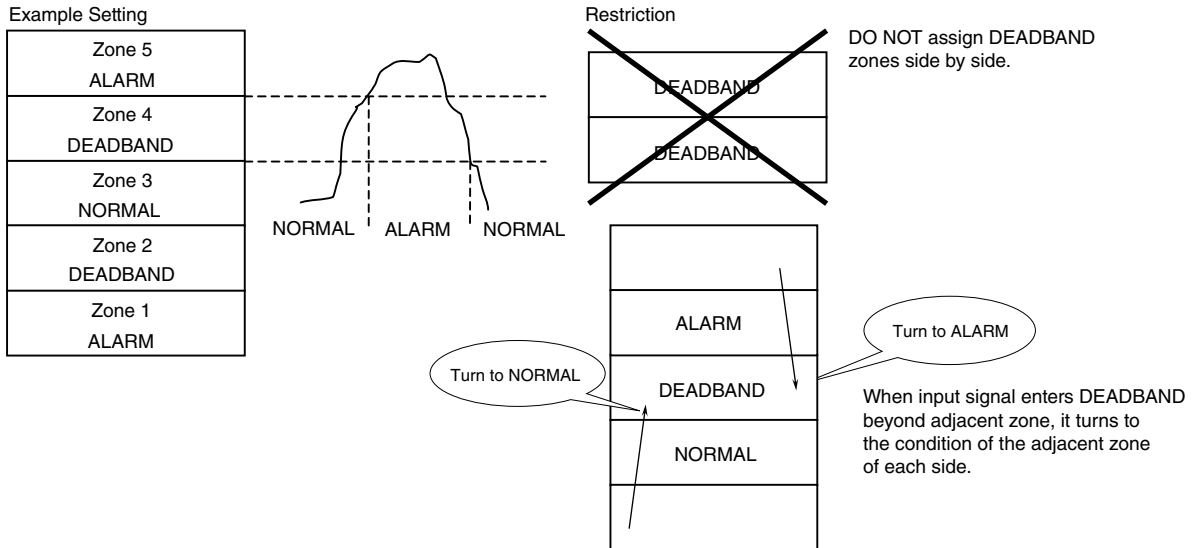 Example Setting
Zone 5
ALARM
Zone 4
DEADBAND
Zone 3
NORMAL
Zone 2
DEADBAND
Zone 1
ALARM
NORMAL
ALARM
NORMAL
Restriction
DEADBAND
DEADBAND
DO NOT assign DEADBAND
zones side by side.
ALARM
DEADBAND
NORMAL
Turn to NORMAL
Turn to ALARM
When input signal enters DEADBAND
beyond adjacent zone, it turns to
the condition of the adjacent zone
of each side.